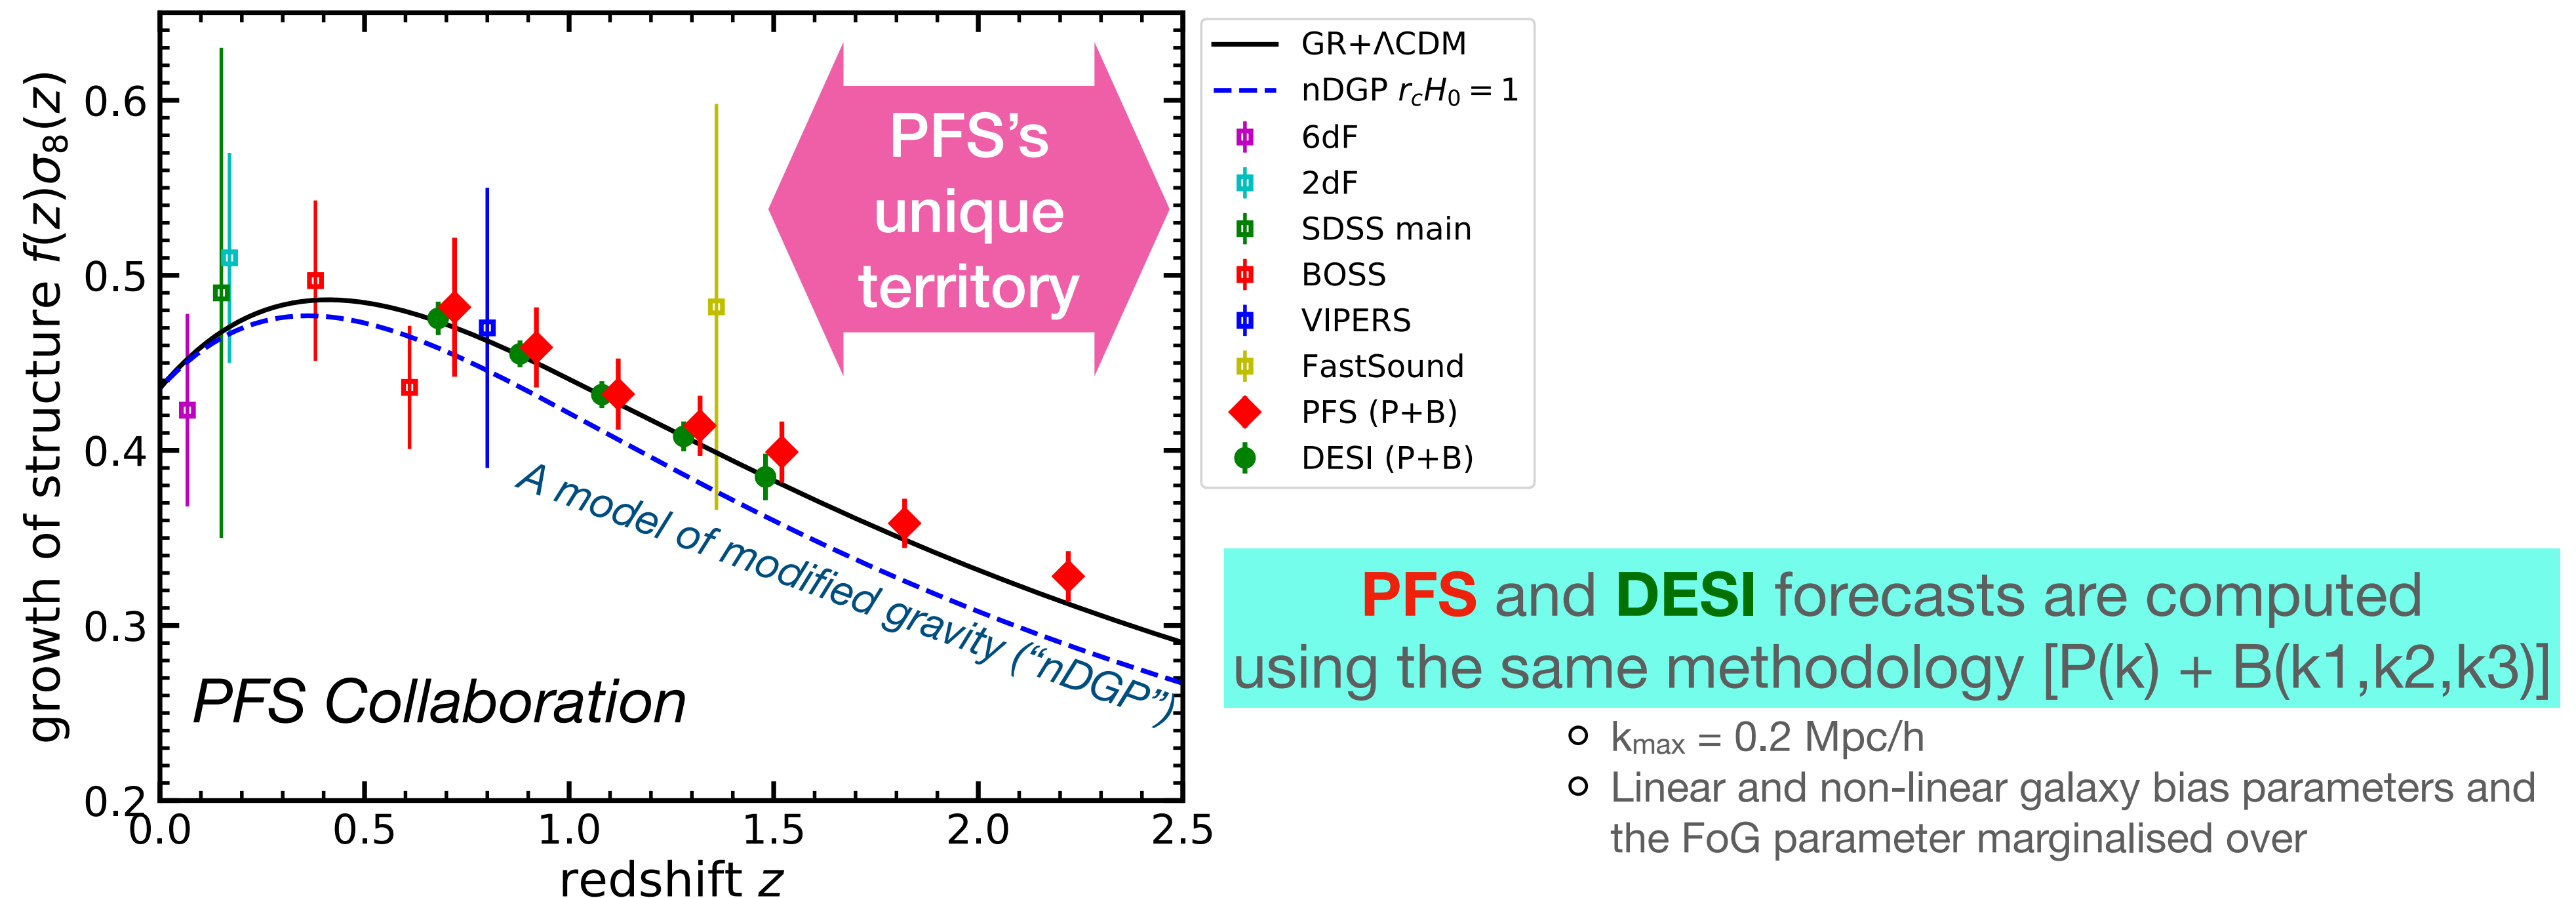 growth of structure f(z)σ₈(z)
0.6
0.5
0.4
0.3
0.2
0.0
0.5
1.0
1.5
2.0
2.5
redshift z
PFS's
unique
territory
A model of modified gravity (“nDGP”)
PFS Collaboration
GR+ΛCDM
nDGP r_cH₀ = 1
6dF
2dF
SDSS main
BOSS
VIPERS
FastSound
PFS (P+B)
DESI (P+B)
PFS and DESI forecasts are computed
using the same methodology [P(k) + B(k1,k2,k3)]
k_max = 0.2 Mpc/h
Linear and non-linear galaxy bias parameters and
the FoG parameter marginalised over